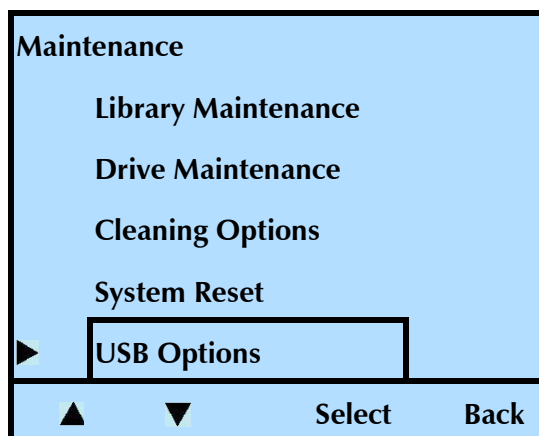 Maintenance
Library Maintenance
Drive Maintenance
Cleaning Options
System Reset
USB Options
Select Back